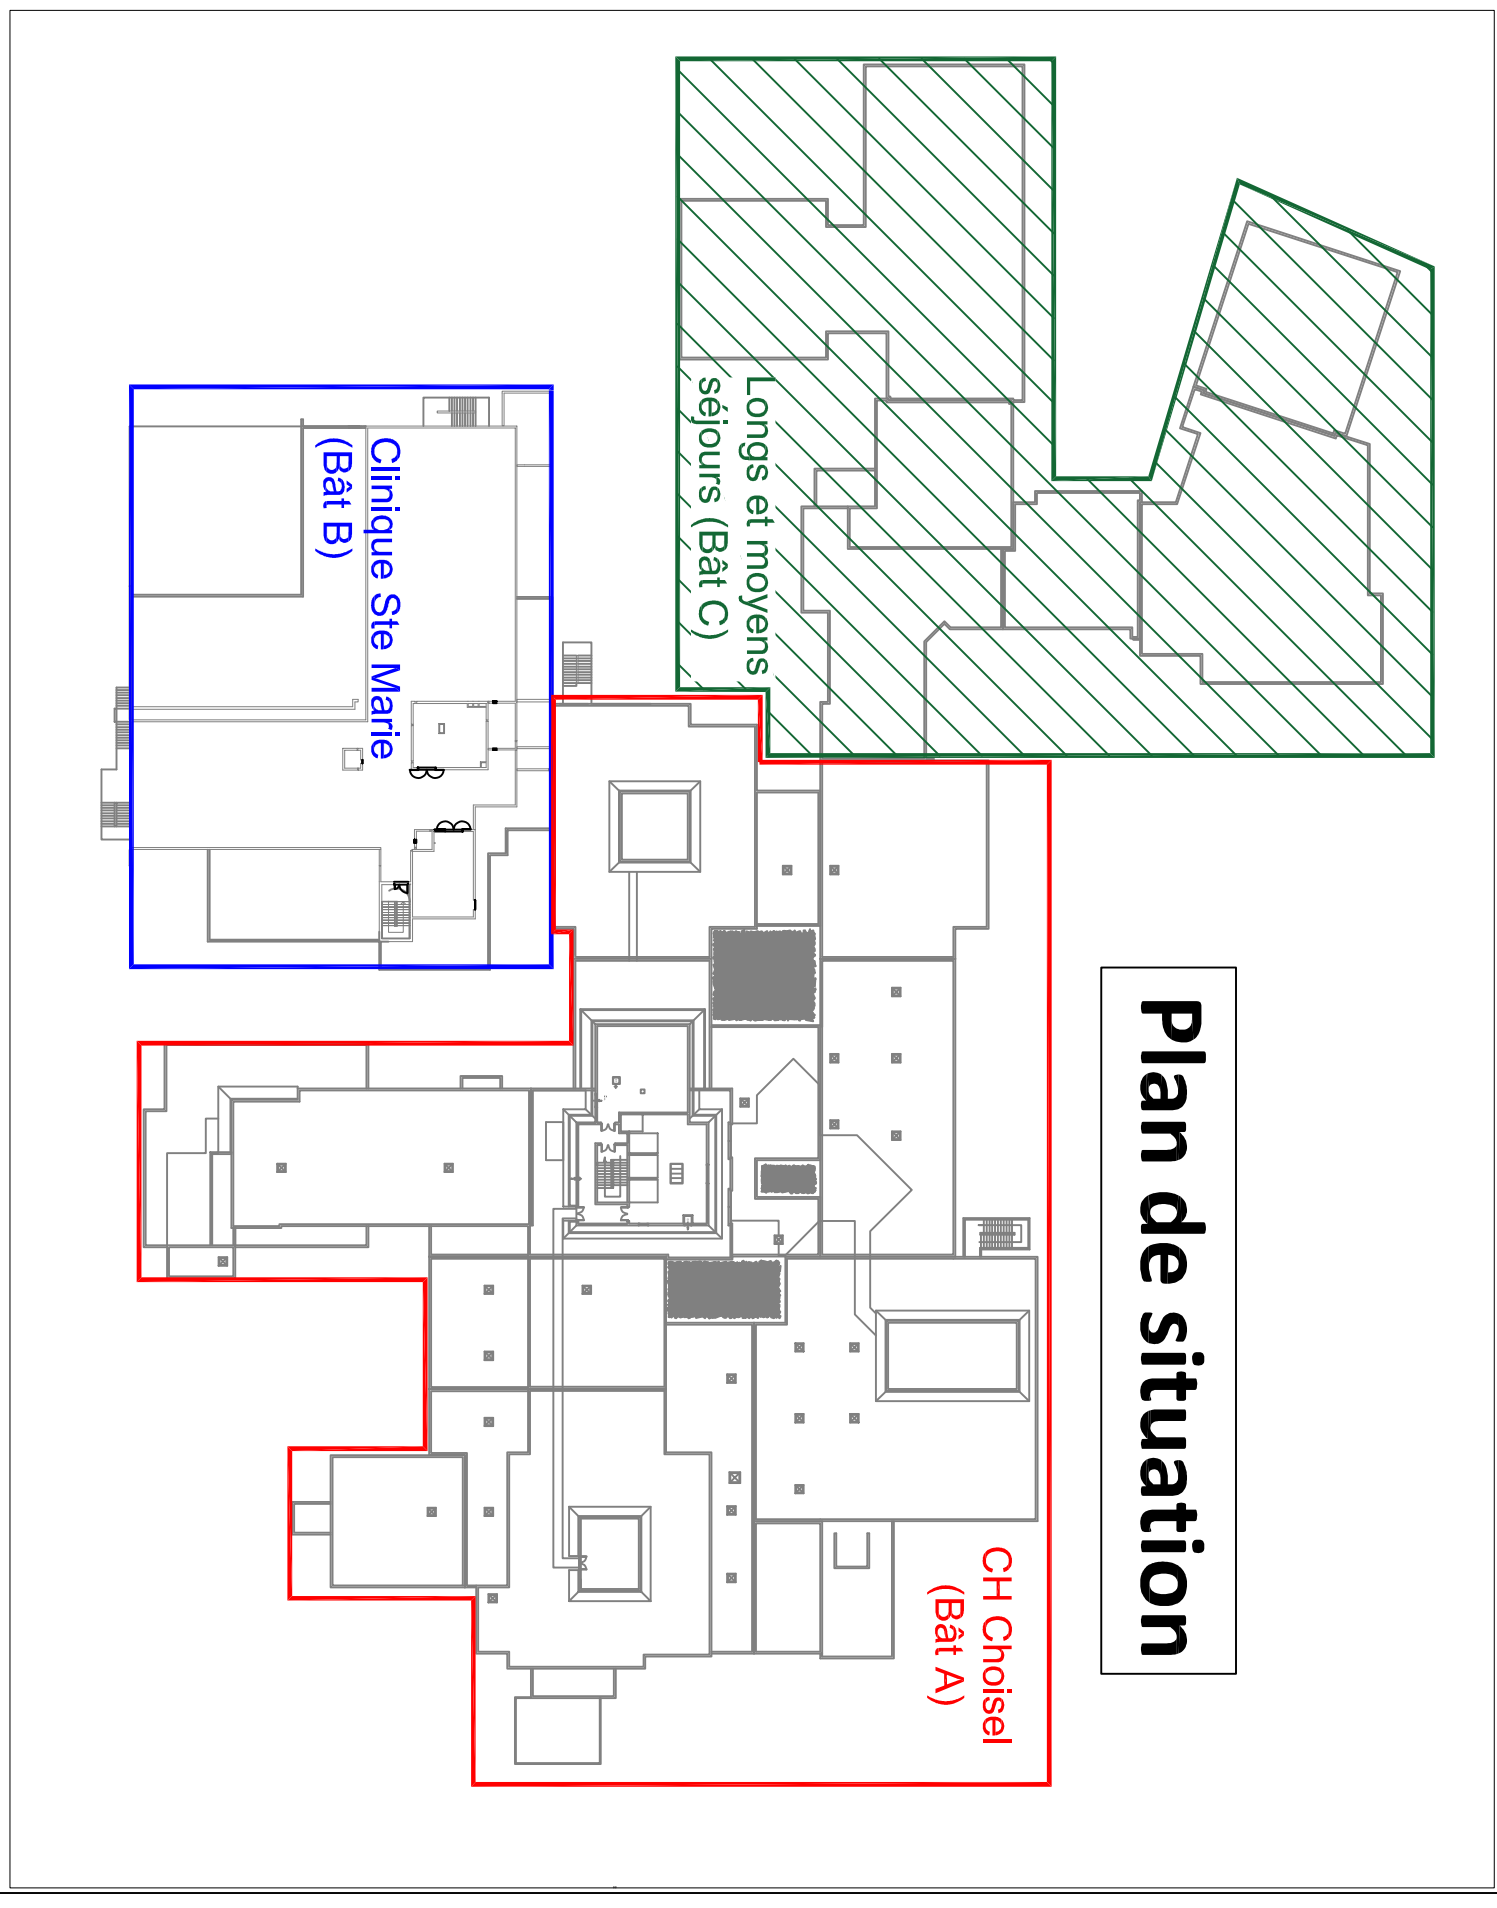 Plan de situation
Longs et moyens
séjours (Bât C)
Clinique Ste Marie
(Bât B)
CH Choisel
(Bât A)